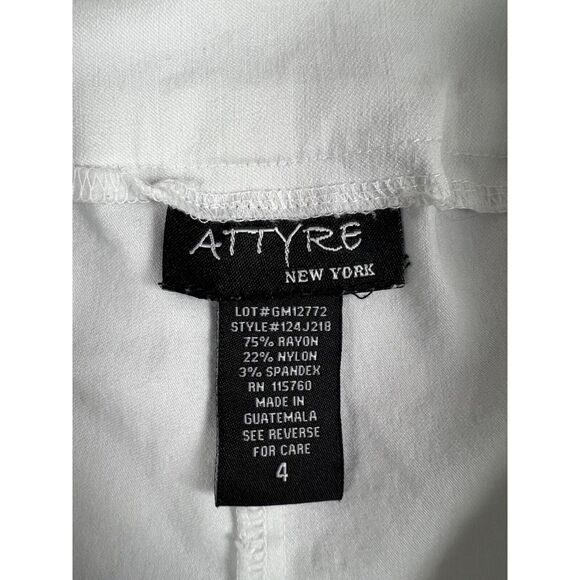 ATTYRE
NEW YORK
LOT#GM12772
STYLE#124J218
75% RAYON
22% NYLON
3% SPANDEX
RN 115760
MADE IN
GUATEMALA
SEE REVERSE
FOR CARE
4